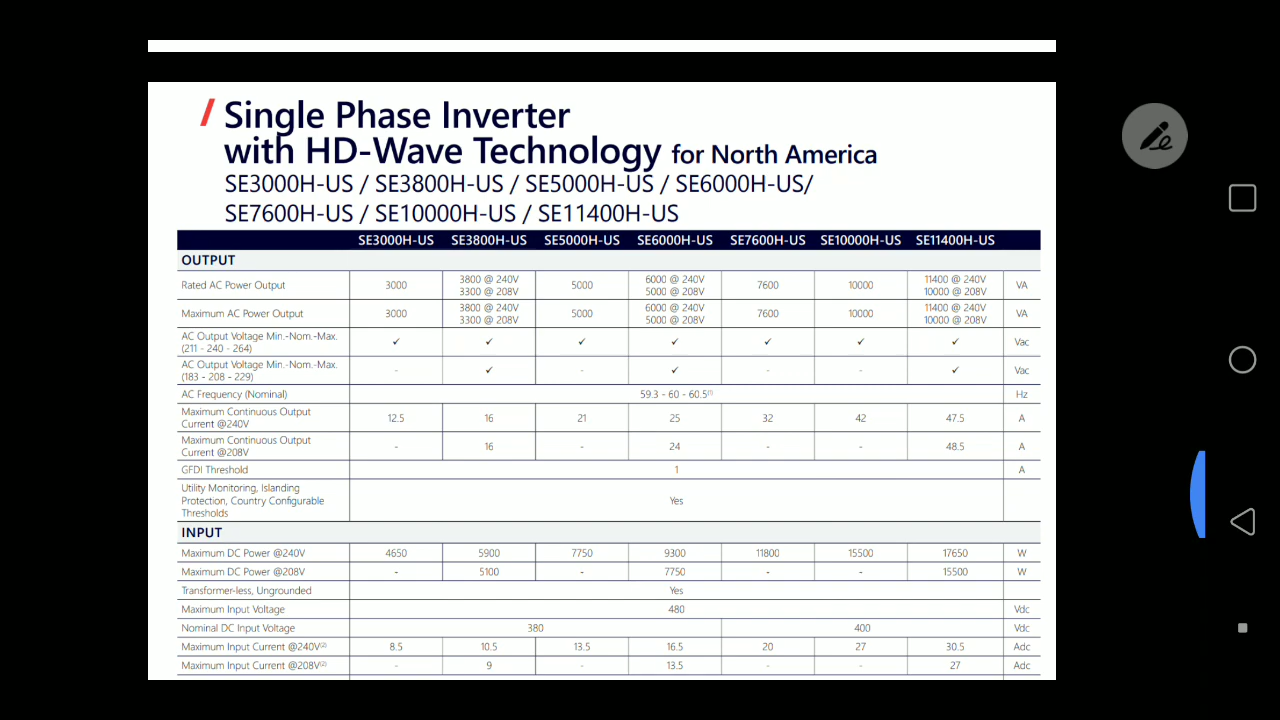 Single Phase Inverter
with HD-Wave Technology for North America
SE3000H-US / SE3800H-US / SE5000H-US / SE6000H-US/
SE7600H-US / SE10000H-US / SE11400H-US
SE3000H-US SE3800H-US SE5000H-US SE6000H-US SE7600H-US SE10000H-US SE11400H-US
OUTPUT
Rated AC Power Output 3000 3800 @ 240V 3300 @ 208V 5000 6000 @ 240V 5000 @ 208V 7600 10000 11400 @ 240V 10000 @ 208V VA
Maximum AC Power Output 3000 3800 @ 240V 3300 @ 208V 5000 6000 @ 240V 5000 @ 208V 7600 10000 11400 @ 240V 10000 @ 208V VA
AC Output Voltage Min.-Nom.-Max. (211 - 240 - 264) ✓ ✓ ✓ ✓ ✓ ✓ ✓ Vac
AC Output Voltage Min.-Nom.-Max. (183 - 208 - 229) - ✓ - ✓ - - ✓ Vac
AC Frequency (Nominal) 59.3 - 60 - 60.5(1) Hz
Maximum Continuous Output Current @240V 12.5 16 21 25 32 42 47.5 A
Maximum Continuous Output Current @208V - 16 - 24 - - 48.5 A
GFDI Threshold 1 A
Utility Monitoring, Islanding Protection, Country Configurable Thresholds Yes
INPUT
Maximum DC Power @240V 4650 5900 7750 9300 11800 15500 17650 W
Maximum DC Power @208V - 5100 - 7750 - - 15500 W
Transformer-less, Ungrounded Yes
Maximum Input Voltage 480 Vdc
Nominal DC Input Voltage 380 400 Vdc
Maximum Input Current @240V(2) 8.5 10.5 13.5 16.5 20 27 30.5 Adc
Maximum Input Current @208V(2) - 9 - 13.5 - - 27 Adc